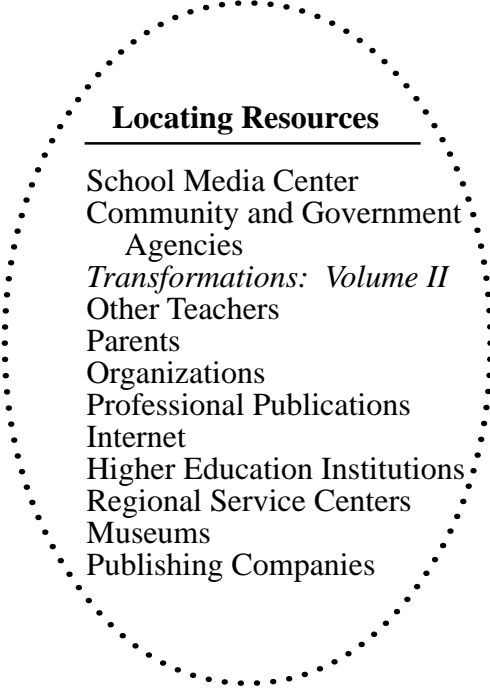 Locating Resources
School Media Center
Community and Government
Agencies
Transformations: Volume II
Other Teachers
Parents
Organizations
Professional Publications
Internet
Higher Education Institutions
Regional Service Centers
Museums
Publishing Companies